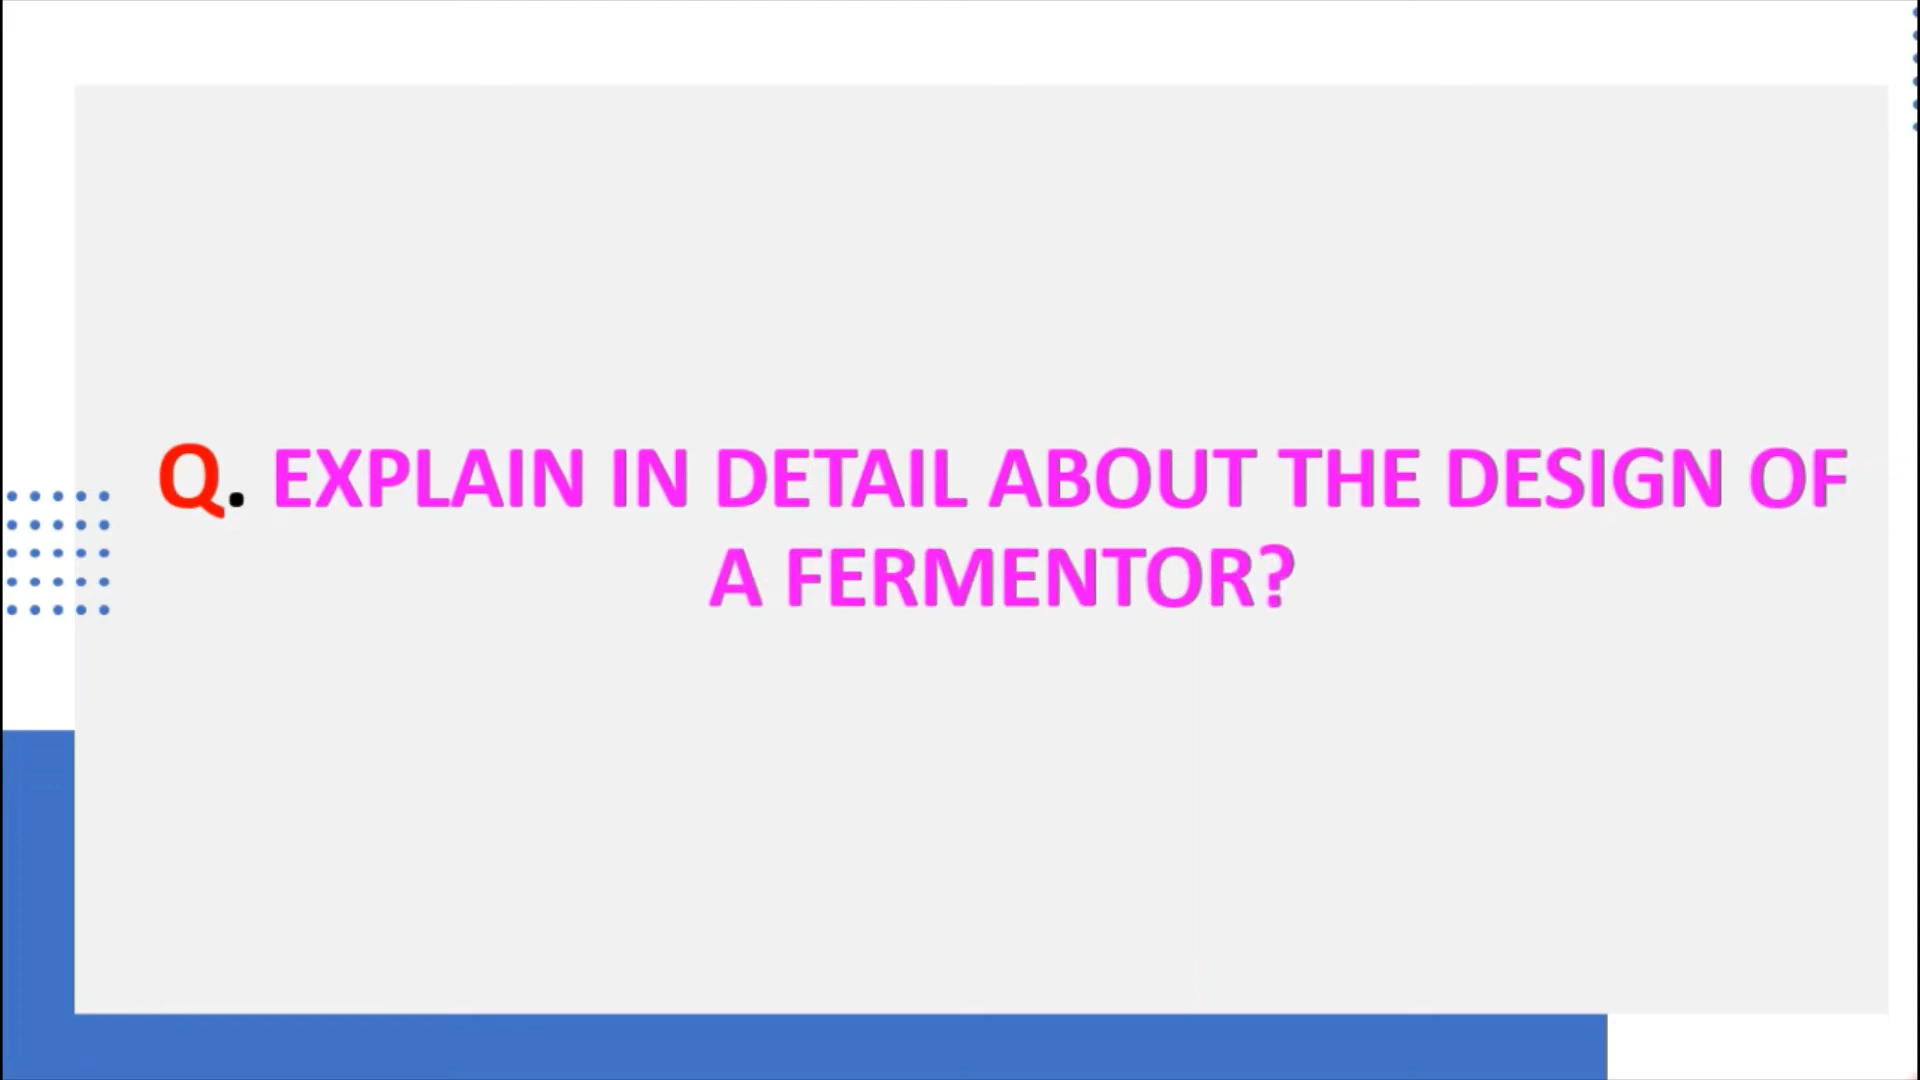 Q. EXPLAIN IN DETAIL ABOUT THE DESIGN OF
A FERMENTOR?